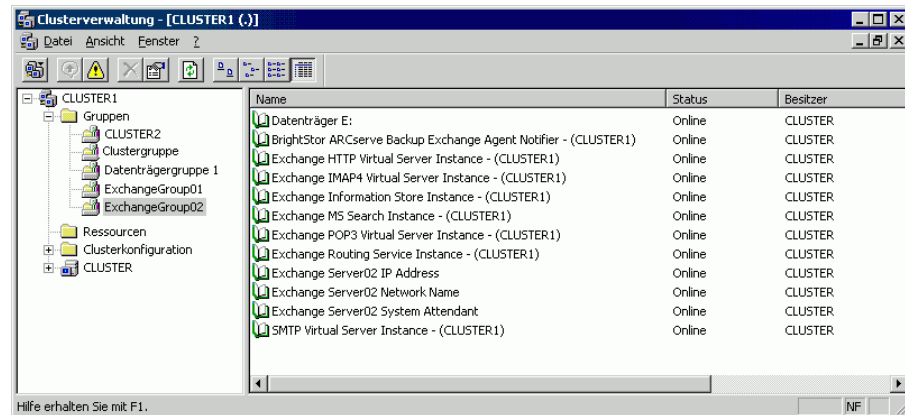 Clusterverwaltung - [CLUSTER1 (.)]
Datei Ansicht Fenster ?
CLUSTER1
Gruppen
CLUSTER2
Clustergruppe
Datenträgergruppe 1
ExchangeGroup01
ExchangeGroup02
Ressourcen
Clusterkonfiguration
CLUSTER
Name Status Besitzer
Datenträger E: Online CLUSTER
BrightStor ARCserve Backup Exchange Agent Notifier - (CLUSTER1) Online CLUSTER
Exchange HTTP Virtual Server Instance - (CLUSTER1) Online CLUSTER
Exchange IMAP4 Virtual Server Instance - (CLUSTER1) Online CLUSTER
Exchange Information Store Instance - (CLUSTER1) Online CLUSTER
Exchange MS Search Instance - (CLUSTER1) Online CLUSTER
Exchange POP3 Virtual Server Instance - (CLUSTER1) Online CLUSTER
Exchange Routing Service Instance - (CLUSTER1) Online CLUSTER
Exchange Server02 IP Address Online CLUSTER
Exchange Server02 Network Name Online CLUSTER
Exchange Server02 System Attendant Online CLUSTER
SMTP Virtual Server Instance - (CLUSTER1) Online CLUSTER
Hilfe erhalten Sie mit F1. NF